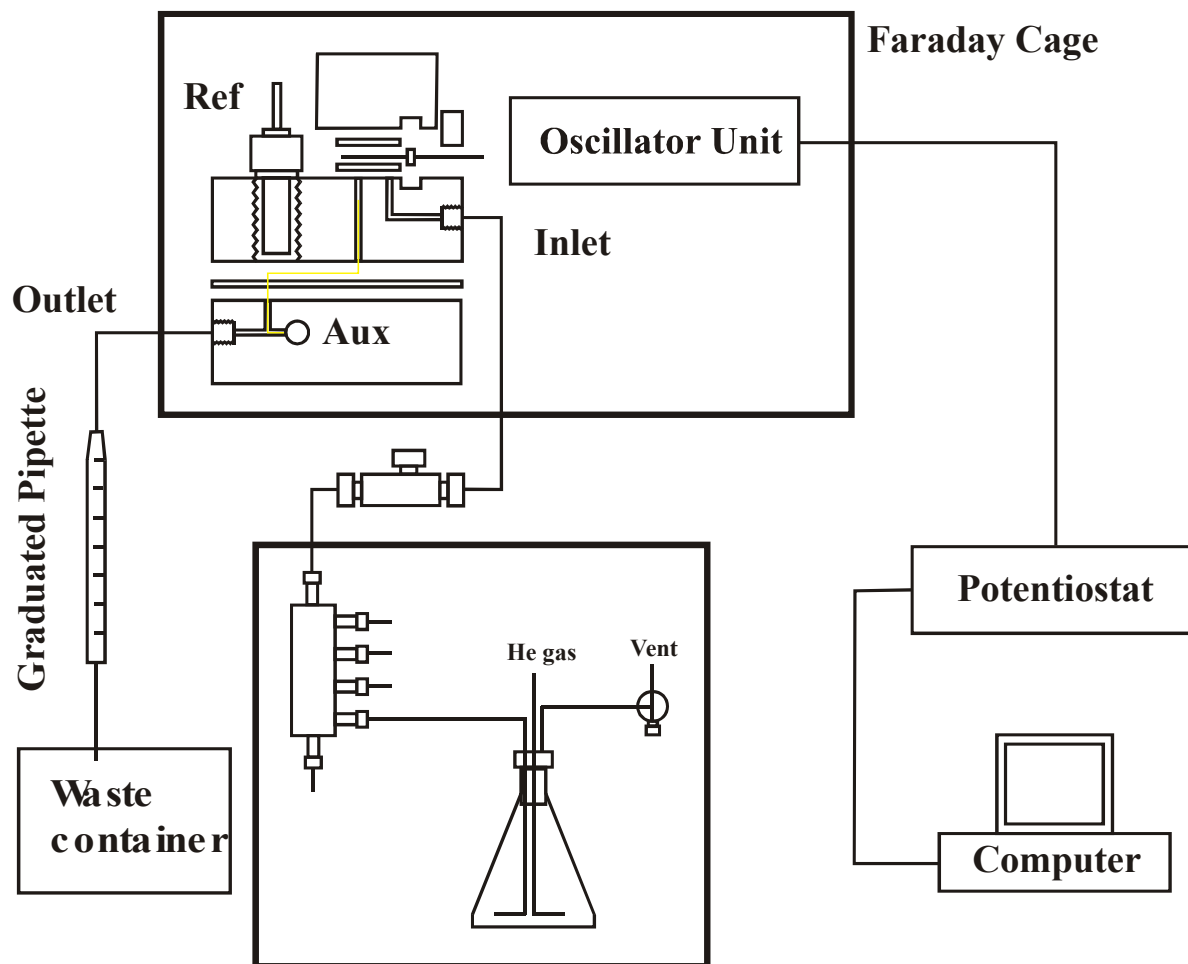 Faraday Cage
Ref
Oscillator Unit
Inlet
Outlet
Aux
Graduated Pipette
Potentiostat
He gas
Vent
Waste
container
Computer